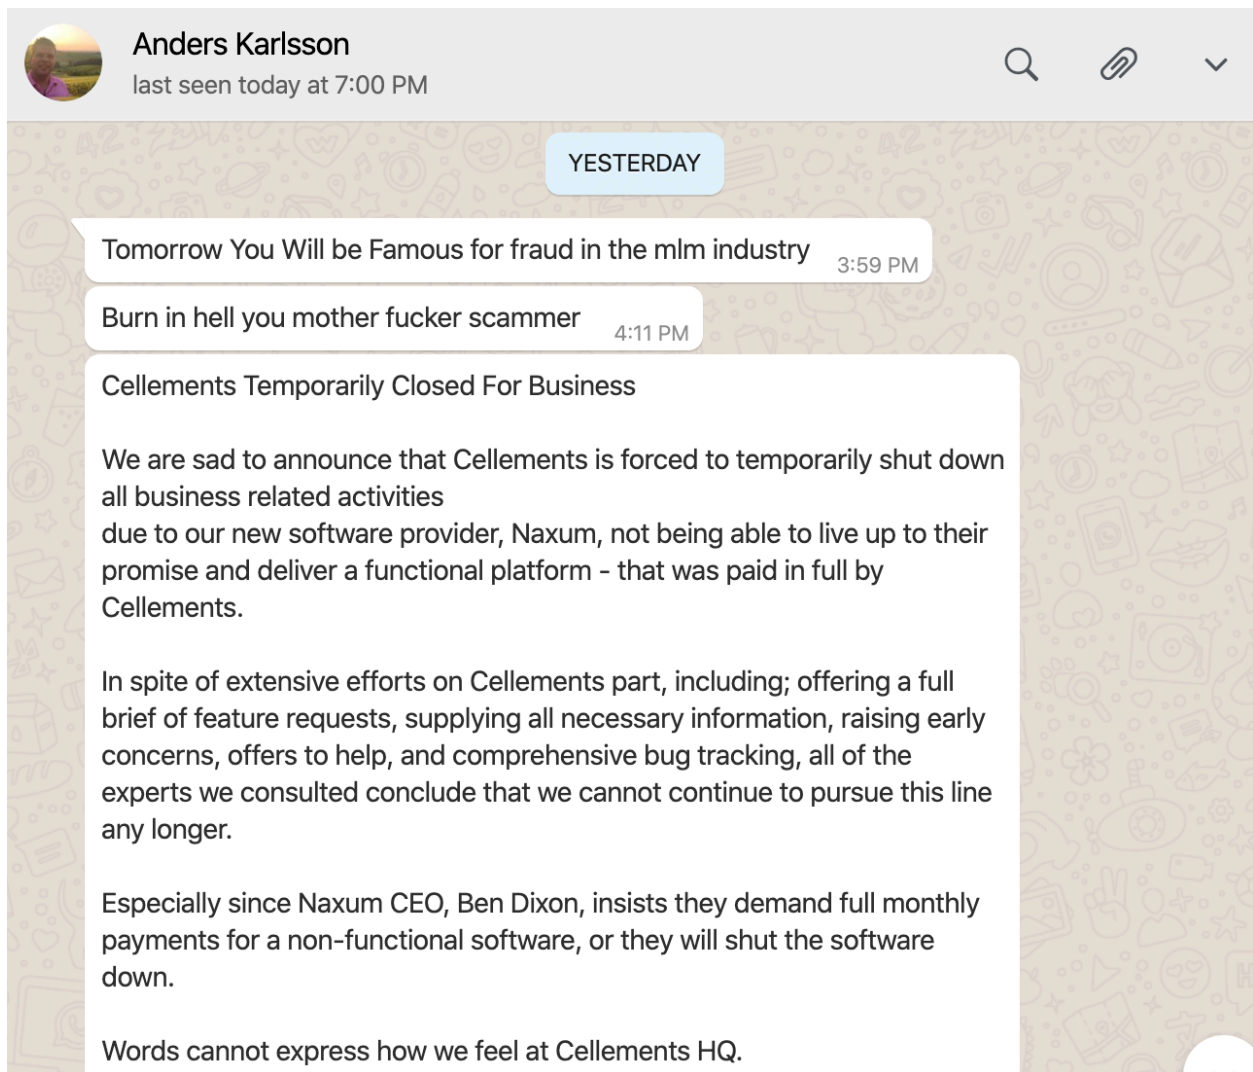 Anders Karlsson
last seen today at 7:00 PM
YESTERDAY
Tomorrow You Will be Famous for fraud in the mlm industry
3:59 PM
Burn in hell you mother fucker scammer
4:11 PM
Cellements Temporarily Closed For Business
We are sad to announce that Cellements is forced to temporarily shut down
all business related activities
due to our new software provider, Naxum, not being able to live up to their
promise and deliver a functional platform - that was paid in full by
Cellements.
In spite of extensive efforts on Cellements part, including; offering a full
brief of feature requests, supplying all necessary information, raising early
concerns, offers to help, and comprehensive bug tracking, all of the
experts we consulted conclude that we cannot continue to pursue this line
any longer.
Especially since Naxum CEO, Ben Dixon, insists they demand full monthly
payments for a non-functional software, or they will shut the software
down.
Words cannot express how we feel at Cellements HQ.